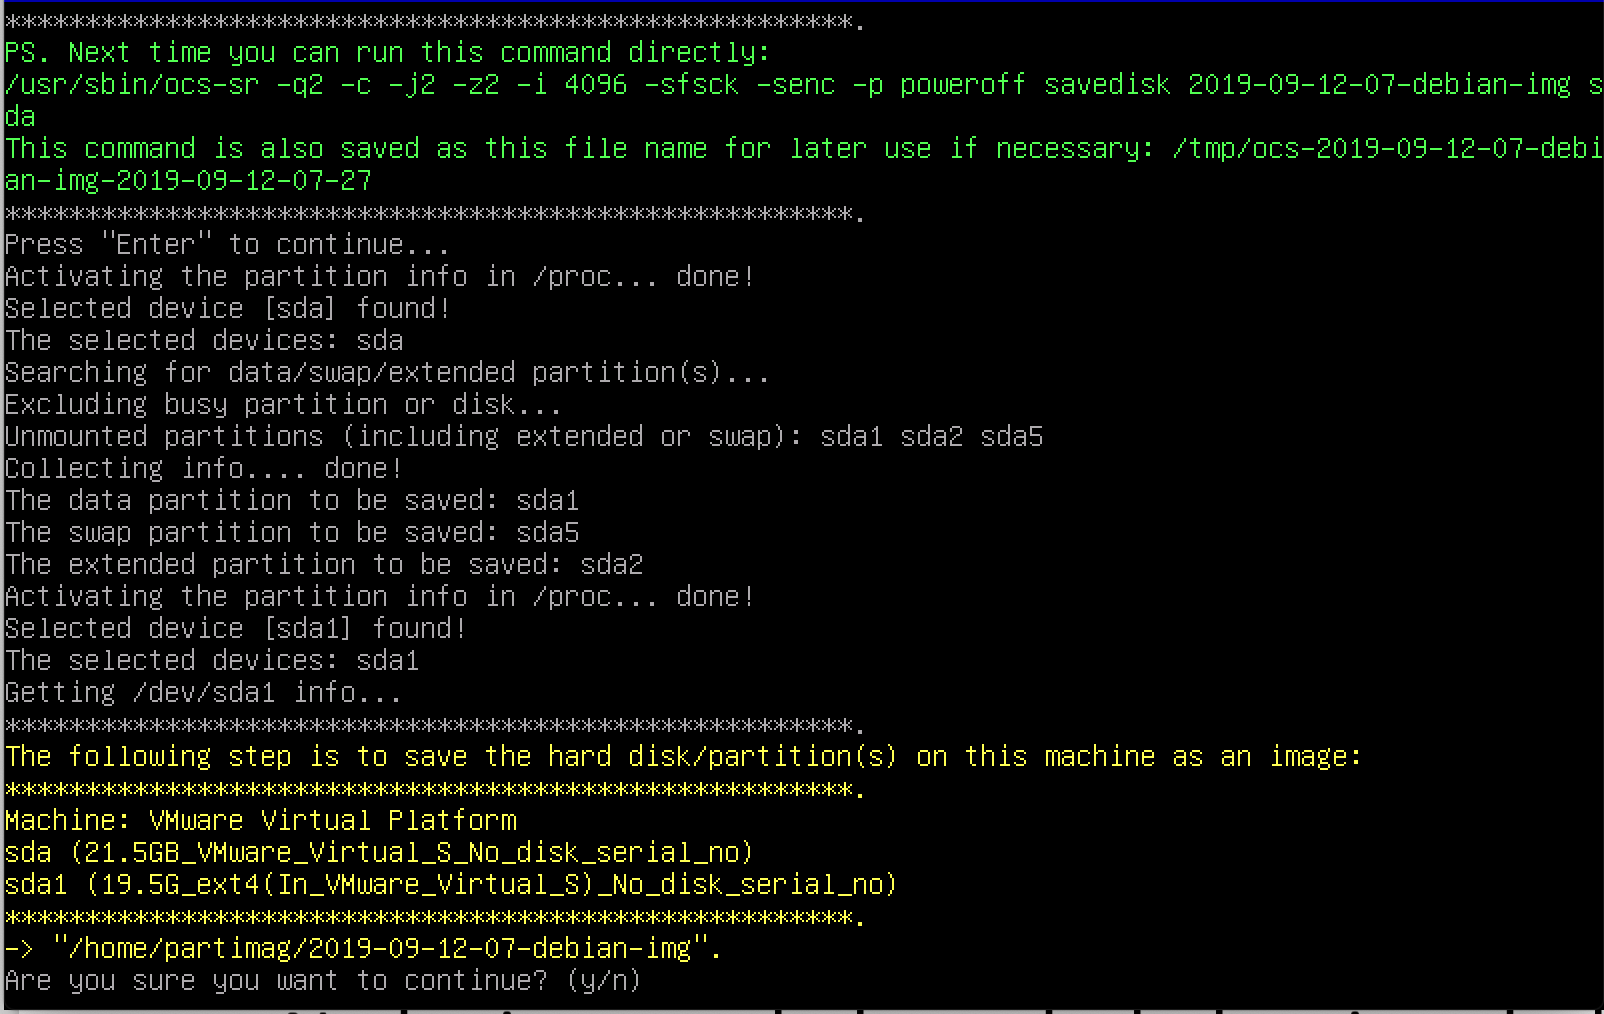 *****************************************************.
PS. Next time you can run this command directly:
/usr/sbin/ocs-sr -q2 -c -j2 -z2 -i 4096 -sfsck -senc -p poweroff savedisk 2019-09-12-07-debian-img s
da
This command is also saved as this file name for later use if necessary: /tmp/ocs-2019-09-12-07-debi
an-img-2019-09-12-07-27
*****************************************************.
Press "Enter" to continue...
Activating the partition info in /proc... done!
Selected device [sda] found!
The selected devices: sda
Searching for data/swap/extended partition(s)...
Excluding busy partition or disk...
Unmounted partitions (including extended or swap): sda1 sda2 sda5
Collecting info.... done!
The data partition to be saved: sda1
The swap partition to be saved: sda5
The extended partition to be saved: sda2
Activating the partition info in /proc... done!
Selected device [sda1] found!
The selected devices: sda1
Getting /dev/sda1 info...
*****************************************************.
The following step is to save the hard disk/partition(s) on this machine as an image:
*****************************************************.
Machine: VMware Virtual Platform
sda (21.5GB_VMware_Virtual_S_No_disk_serial_no)
sda1 (19.5G_ext4(In_VMware_Virtual_S)_No_disk_serial_no)
*****************************************************.
-> "/home/partimag/2019-09-12-07-debian-img".
Are you sure you want to continue? (y/n)